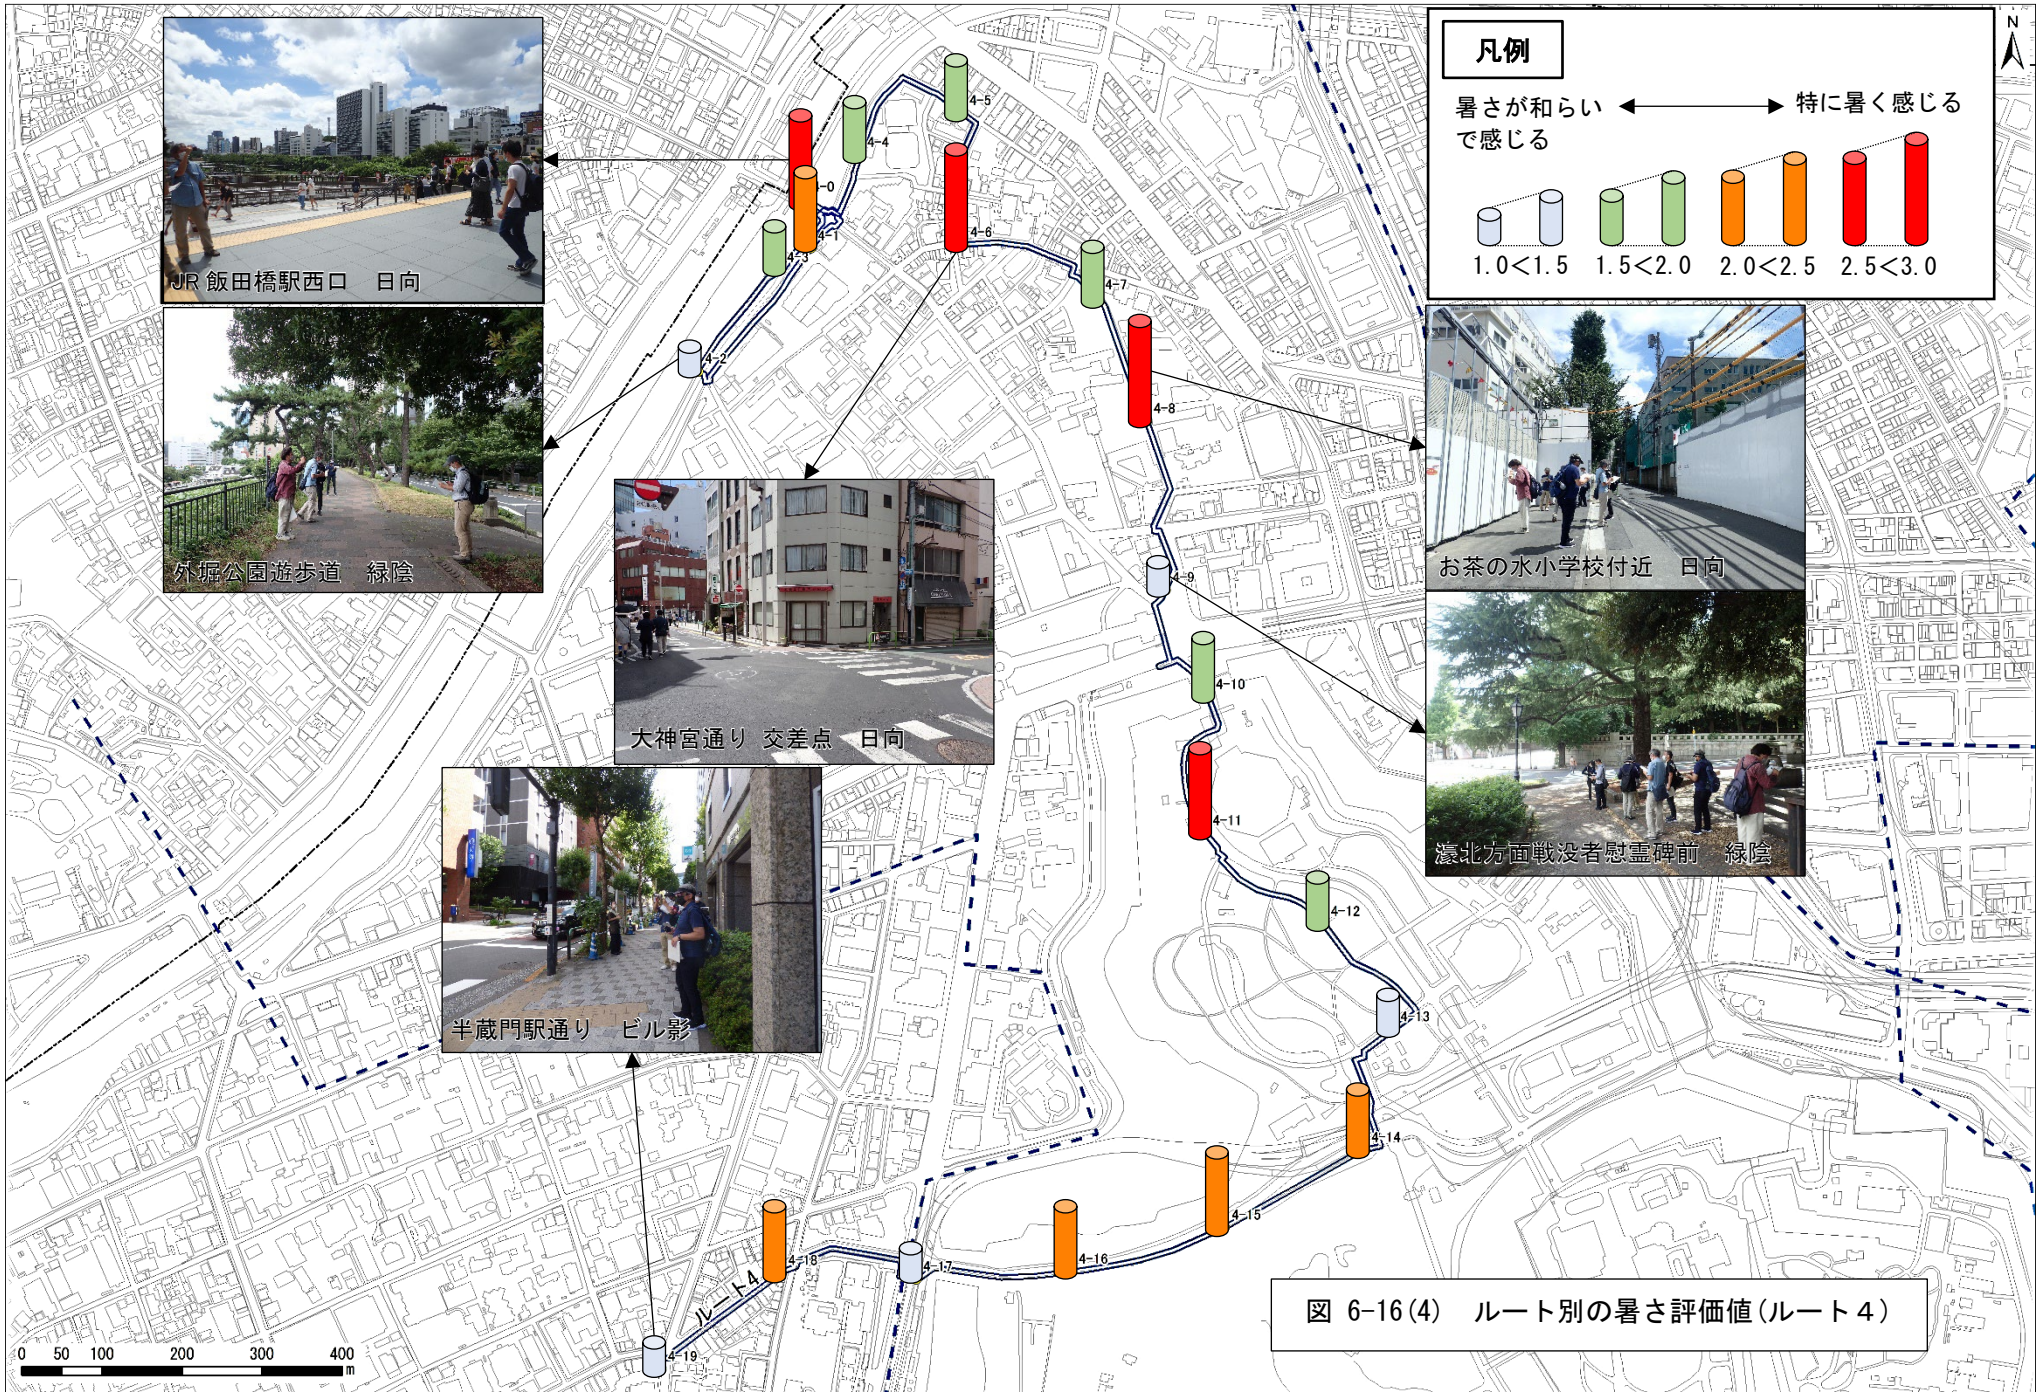 凡例
N
暑さが和らい
で感じる
特に暑く感じる
1.0<1.5
1.5<2.0
2.0<2.5
2.5<3.0
JR 飯田橋駅西口　日向
外堀公園遊歩道　緑陰
大神宮通り 交差点　日向
お茶の水小学校付近　日向
濠北方面戦没者慰霊碑前　緑陰
半蔵門駅通り　ビル影
4-0
4-1
4-2
4-3
4-4
4-5
4-6
4-7
4-8
4-9
4-10
4-11
4-12
4-13
4-14
4-15
4-16
4-17
4-18
4-19
ルート4
0 50 100 200 300 400
m
図 6-16(4)　ルート別の暑さ評価値(ルート４)